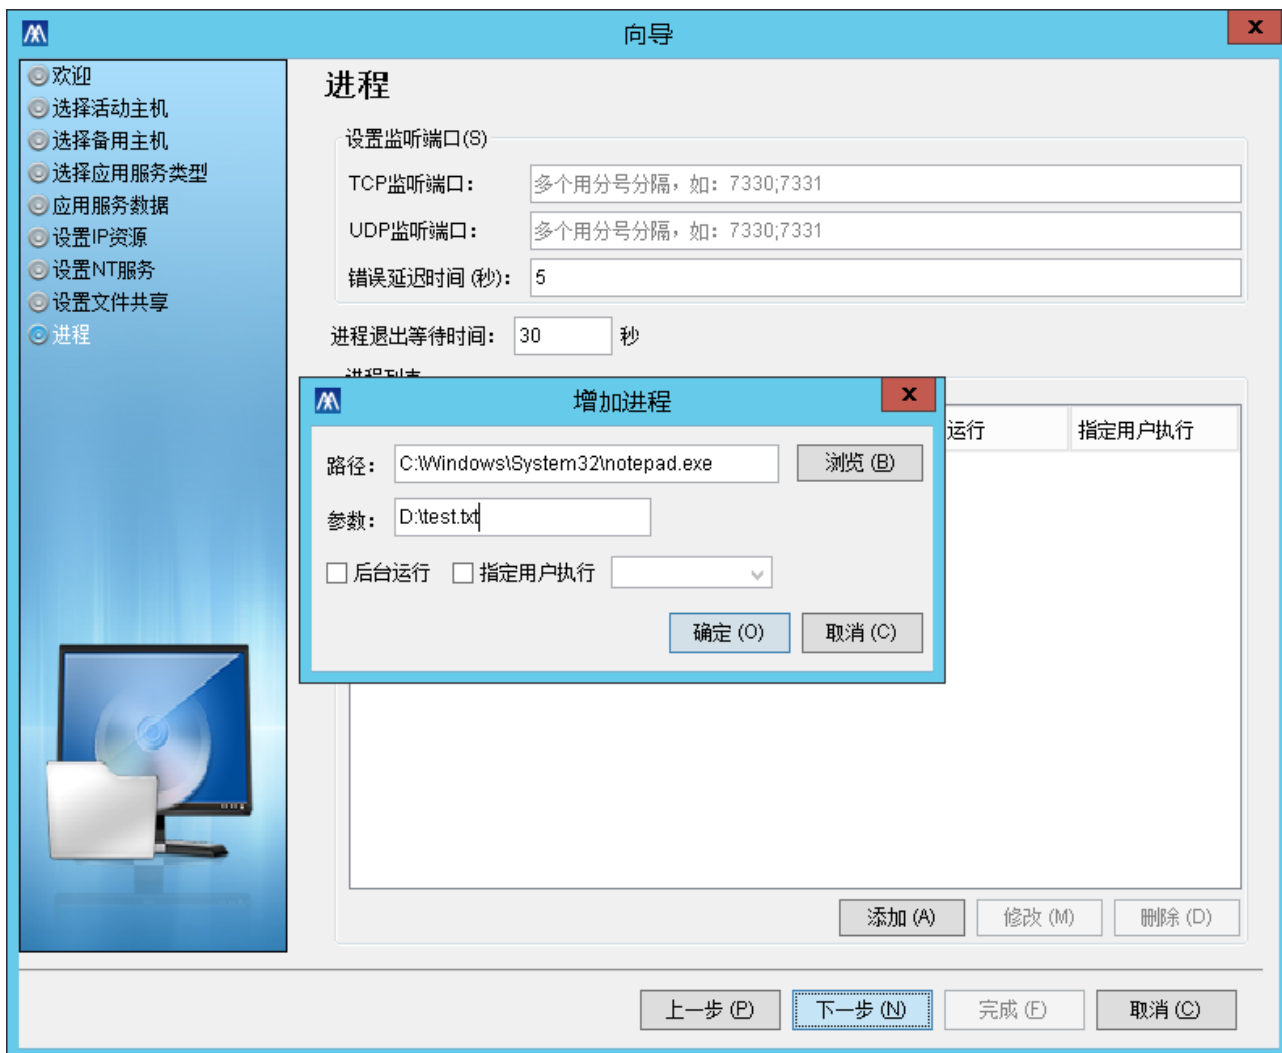 向导
欢迎
选择活动主机
选择备用主机
选择应用服务类型
应用服务数据
设置IP资源
设置NT服务
设置文件共享
进程
进程
设置监听端口(S)
TCP监听端口： 多个用分号分隔，如：7330;7331
UDP监听端口： 多个用分号分隔，如：7330;7331
错误延迟时间(秒)： 5
进程退出等待时间： 30 秒
进程列表
运行 指定用户执行
增加进程
路径： C:\Windows\System32\notepad.exe 浏览(B)
参数： D:\test.txt
后台运行 指定用户执行
确定(O) 取消(C)
添加(A) 修改(M) 删除(D)
上一步(P) 下一步(N) 完成(F) 取消(C)